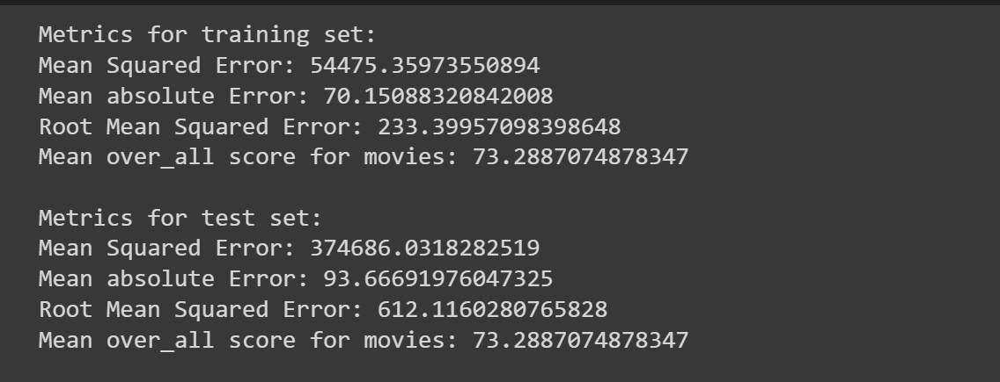 Metrics for training set:
Mean Squared Error: 54475.35973550894
Mean absolute Error: 70.15088320842008
Root Mean Squared Error: 233.39957098398648
Mean over_all score for movies: 73.2887074878347
Metrics for test set:
Mean Squared Error: 374686.0318282519
Mean absolute Error: 93.66691976047325
Root Mean Squared Error: 612.1160280765828
Mean over_all score for movies: 73.2887074878347